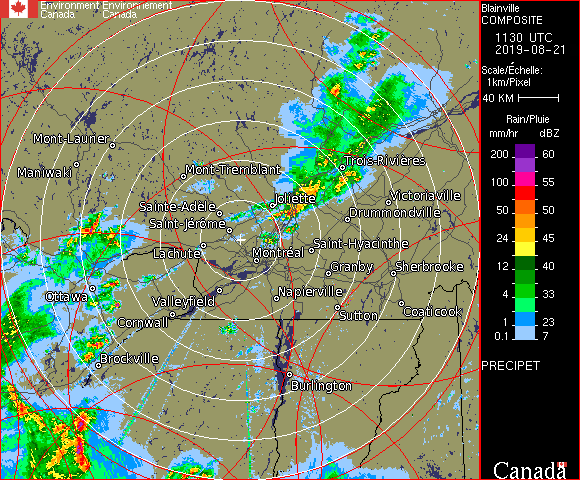 Environment Environnement
Canada Canada
Blainville
COMPOSITE
1130 UTC
2019-08-21
Scale/Échelle:
1km/Pixel
40 KM
Rain/Pluie
mm/hr dBZ
200 60
100 55
50 50
24 45
12 40
4 33
1 23
0.1 7
PRECIPET
Canada
Mont-Laurier
Maniwaki
Mont-Tremblant
Trois-Rivières
Sainte-Adele
Joliette
Victoriaville
Drummondville
Saint-Jérôme
Lachute
Montréal
Saint-Hyacinthe
Granby
Sherbrooke
Ottawa
Valleyfield
Napierville
Cornwall
Sutton
Coaticook
Brockville
Burlington